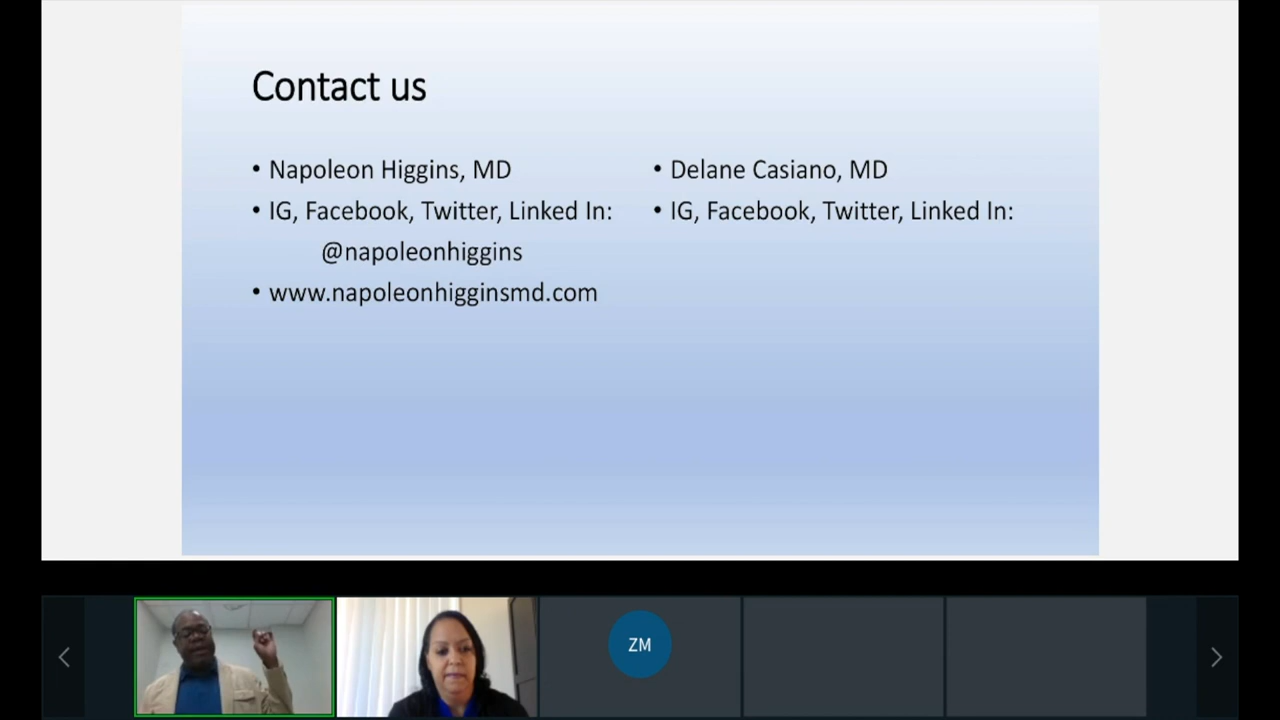 Contact us
• Napoleon Higgins, MD
• IG, Facebook, Twitter, Linked In:
@napoleonhiggins
• www.napoleonhigginsmd.com
• Delane Casiano, MD
• IG, Facebook, Twitter, Linked In:
ZM